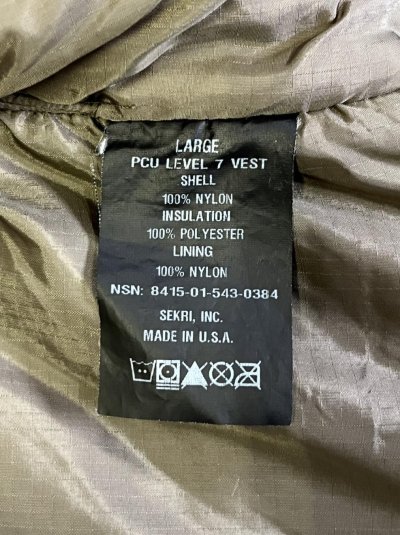 LARGE
PCU LEVEL 7 VEST
SHELL
100% NYLON
INSULATION
100% POLYESTER
LINING
100% NYLON
NSN: 8415-01-543-0384
SEKRI, INC.
MADE IN U.S.A.